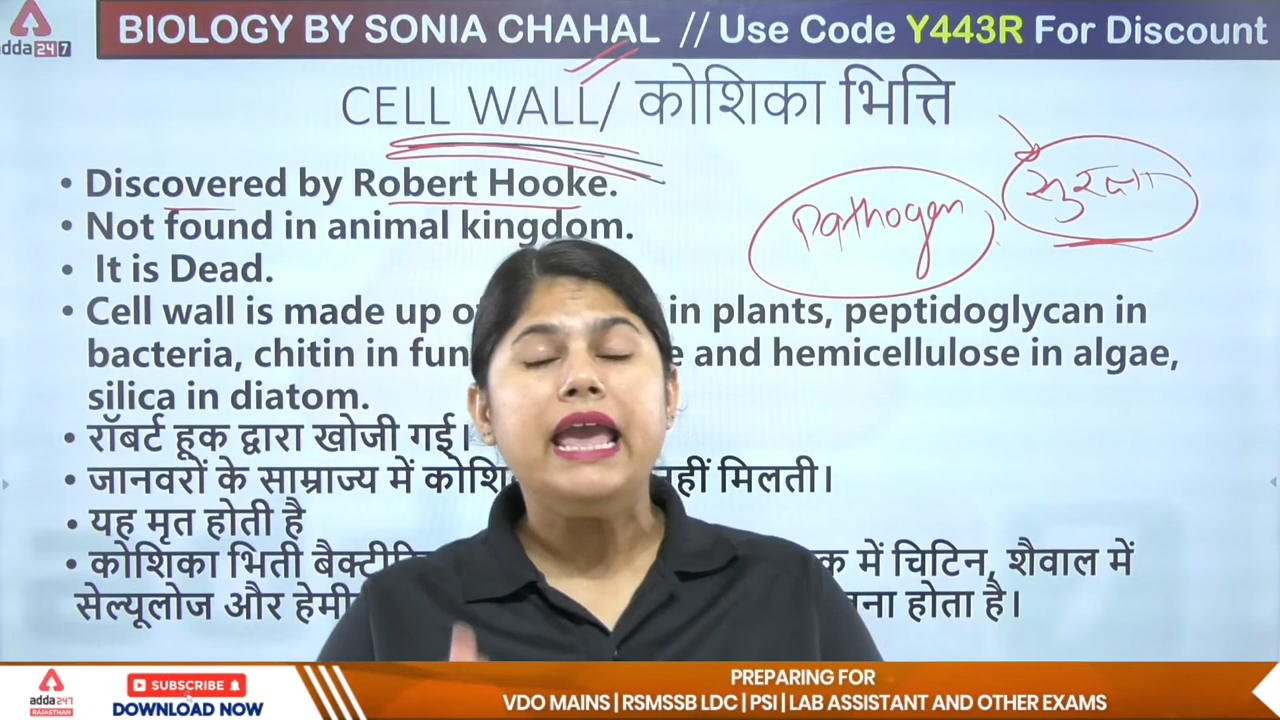 BIOLOGY BY SONIA CHAHAL // Use Code Y443R For Discount
adda247
CELL WALL/ कोशिका भित्ति
• Discovered by Robert Hooke.
Pathogen
सुरक्षा
• Not found in animal kingdom.
• It is Dead.
• Cell wall is made up in plants, peptidoglycan in
bacteria, chitin in and hemicellulose in algae,
silica in diatom.
• रॉबर्ट हूक द्वारा खोजी गई।
• जानवरों के साम्राज्य में मिलती।
• यह मृत होती है
• कोशिका भिती में चिटिन, शैवाल में
सेल्यूलोज और होता है।
adda247
RAJASTHAN
SUBSCRIBE
DOWNLOAD NOW
PREPARING FOR
VDO MAINS | RSMSSB LDC | PSI | LAB ASSISTANT AND OTHER EXAMS